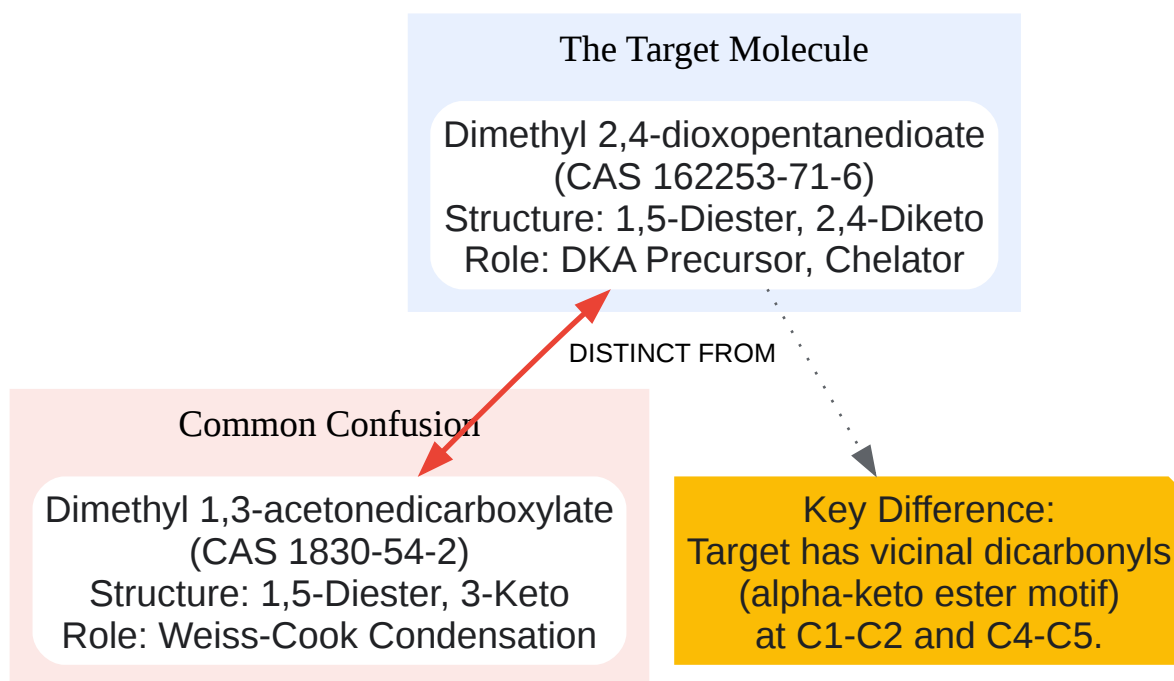 The Target Molecule
Dimethyl 2,4-dioxopentanedioate
(CAS 162253-71-6)
Structure: 1,5-Diester, 2,4-Diketo
Role: DKA Precursor, Chelator
DISTINCT FROM
Common Confusion
Dimethyl 1,3-acetonedicarboxylate
(CAS 1830-54-2)
Structure: 1,5-Diester, 3-Keto
Role: Weiss-Cook Condensation
Key Difference:
Target has vicinal dicarbonyls
(alpha-keto ester motif)
at C1-C2 and C4-C5.